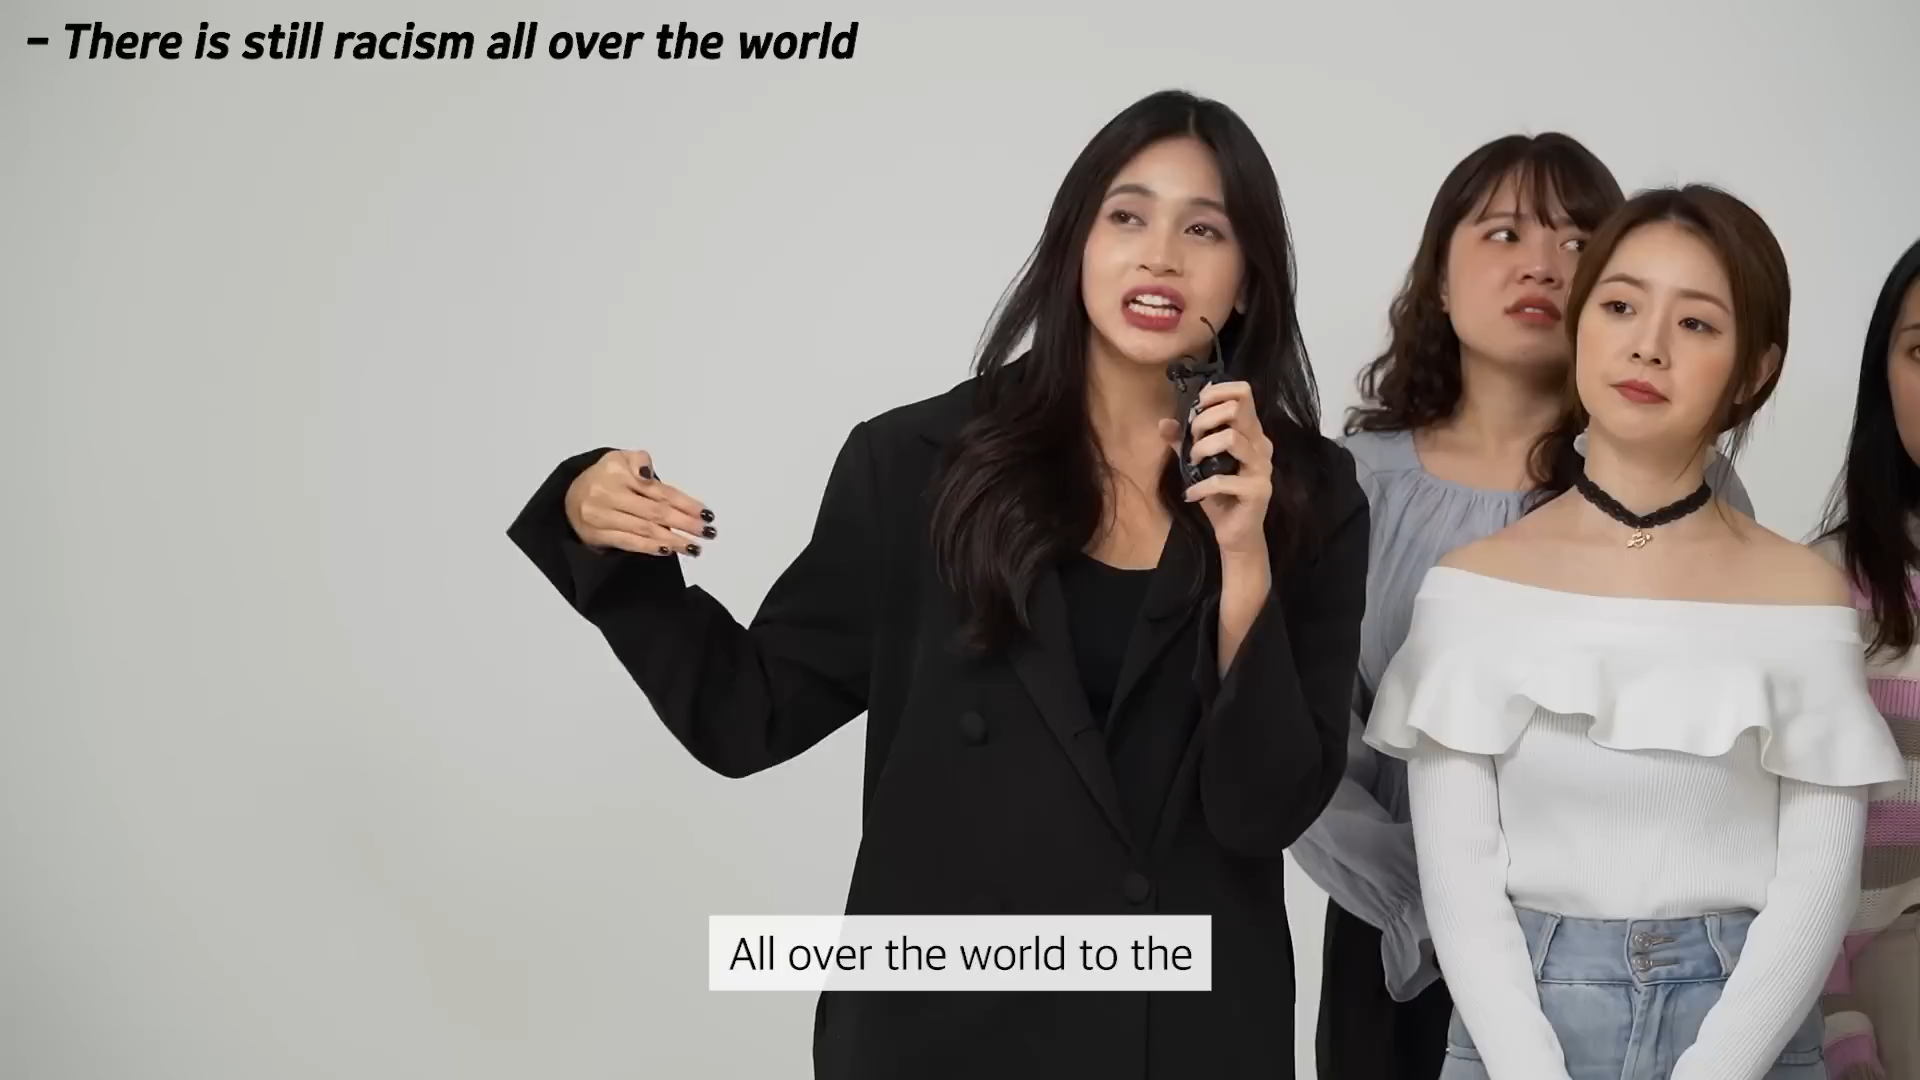 - There is still racism all over the world
All over the world to the